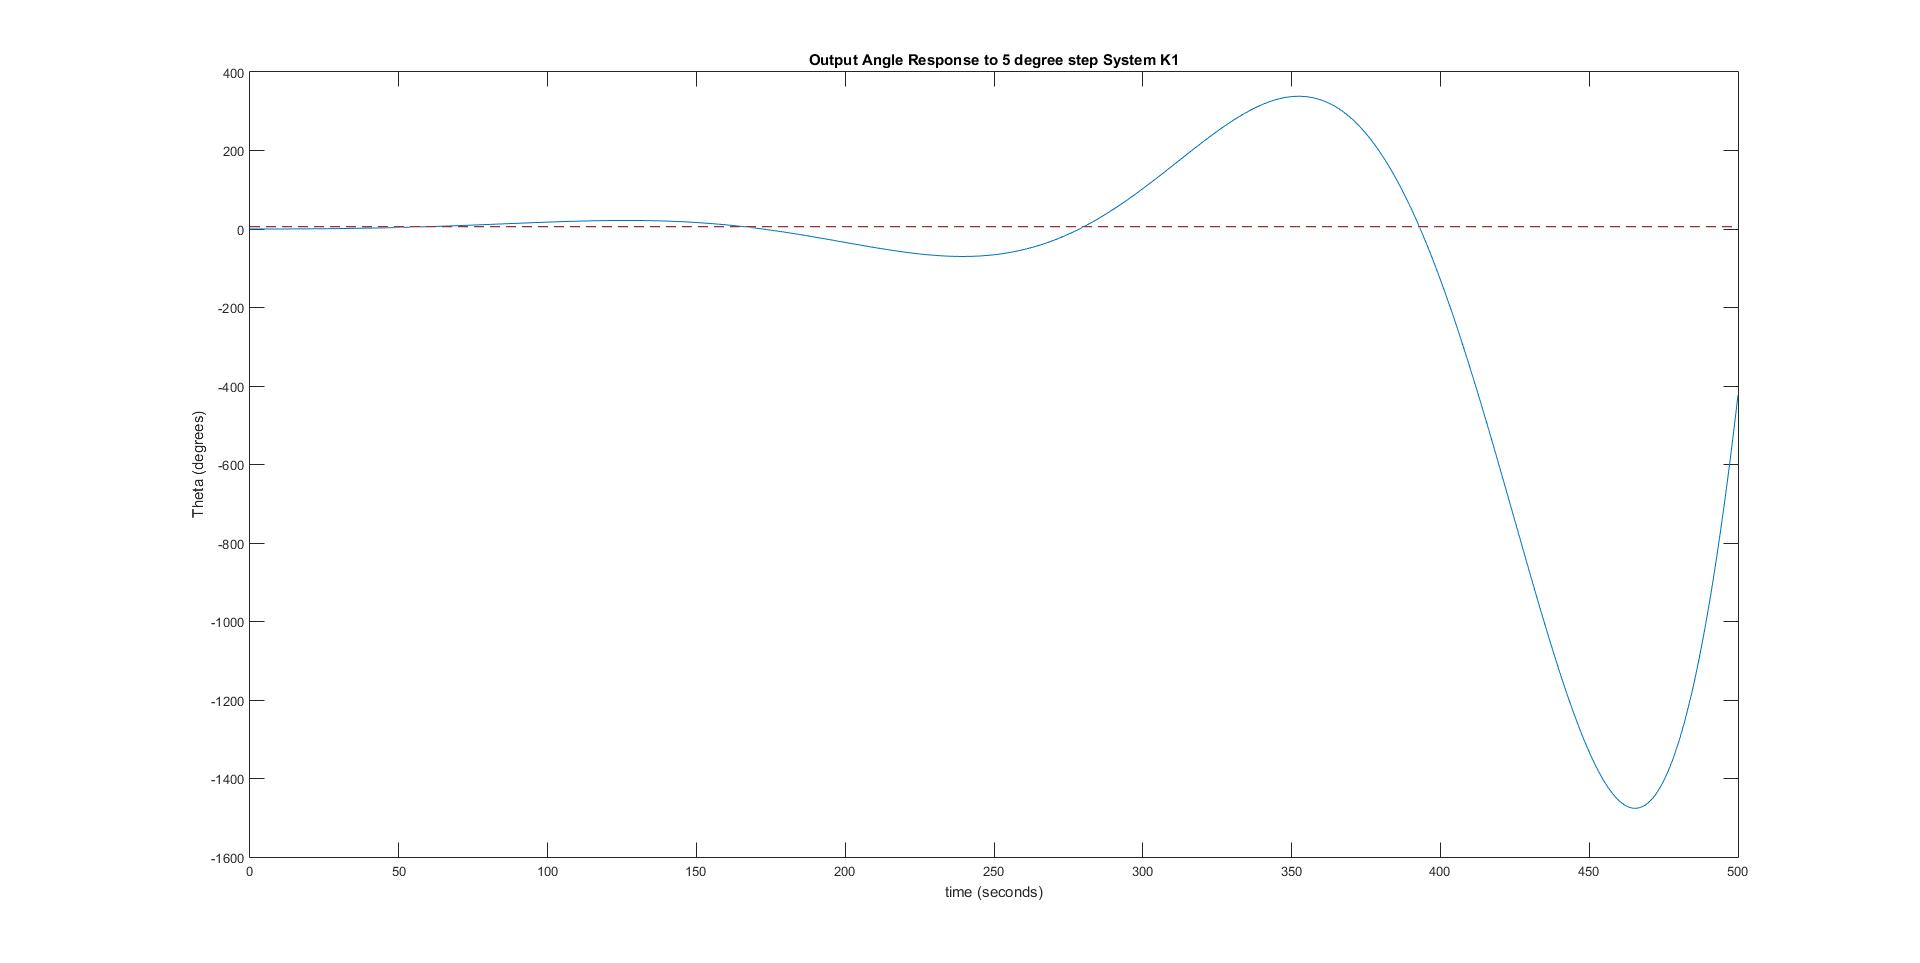 Output Angle Response to 5 degree step System K1
400
200
0
-200
-400
-600
-800
-1000
-1200
-1400
-1600
Theta (degrees)
0 50 100 150 200 250 300 350 400 450 500
time (seconds)